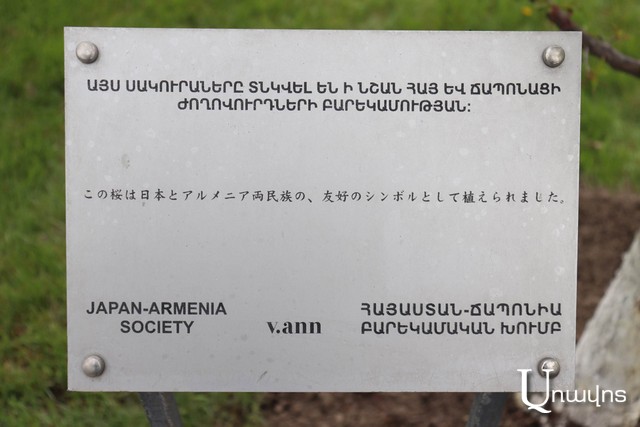 ԱՅՍ ՍԱԿՈՒՐԱՆԵՐԸ ՏՆԿՎԵԼ ԵՆ Ի ՆՇԱՆ ՀԱՅ ԵՎ ՃԱՊՈՆԱՑԻ
ԺՈՂՈՎՈՒՐԴՆԵՐԻ ԲԱՐԵԿԱՄՈՒԹՅԱՆ:
この桜は日本とアルメニア両民族の、友好のシンボルとして植えられました。
JAPAN-ARMENIA
SOCIETY
v.ann
ՀԱՅԱՍՏԱՆ-ՃԱՊՈՆԻԱ
ԲԱՐԵԿԱՄԱԿԱՆ ԽՈՒՄԲ
Առավոտ